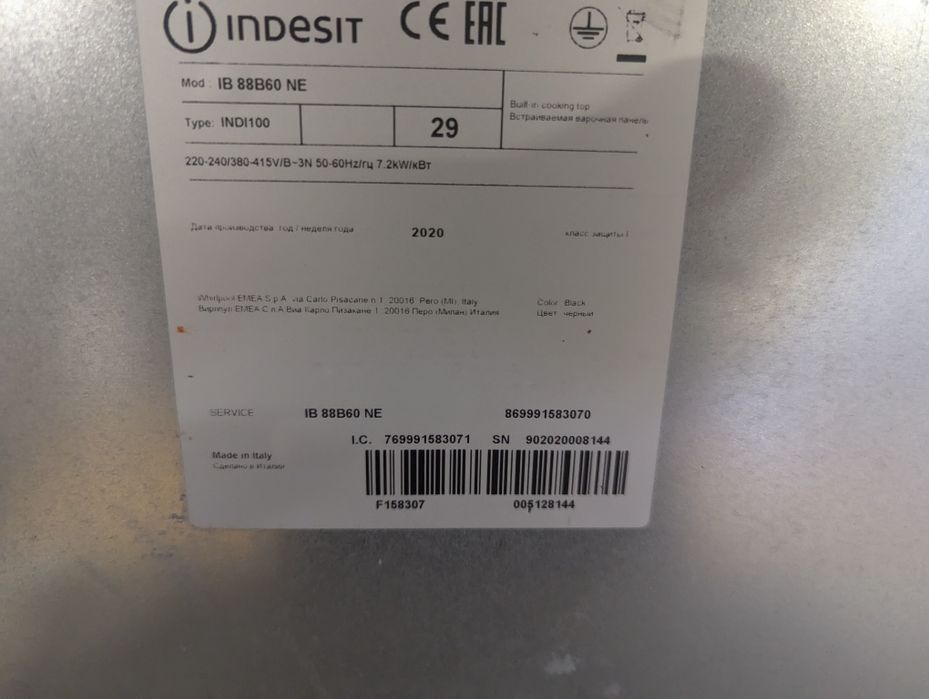 INDESIT CE EAC
Mod : IB 88B60 NE
Type: INDI100
29
Built-in cooking top
Встраиваемая варочная панель
220-240/380-415V/В~3N 50-60Hz/гц 7.2kW/кВт
Дата производства год / неделя года
2020
класс защиты I
Whirlpool EMEA S.p.A. via Carlo Pisacane n.1, 20016 Pero (MI), Italy
Вирлпул ЕМЕА С.п.А Виа Карло Пизакане 1, 20016 Перо (Милан) Италия
Color Black
Цвет черный
SERVICE IB 88B60 NE 869991583070
I.C. 769991583071 SN 902020008144
Made in Italy
Сделано в Италии
F158307 005128144